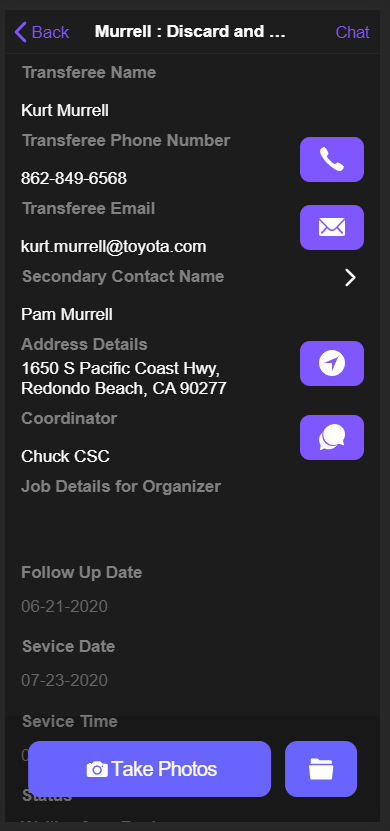 Back
Murrell : Discard and ...
Chat
Transferee Name
Kurt Murrell
Transferee Phone Number
862-849-6568
Transferee Email
kurt.murrell@toyota.com
Secondary Contact Name
Pam Murrell
Address Details
1650 S Pacific Coast Hwy,
Redondo Beach, CA 90277
Coordinator
Chuck CSC
Job Details for Organizer
Follow Up Date
06-21-2020
Sevice Date
07-23-2020
Sevice Time
Take Photos
Status